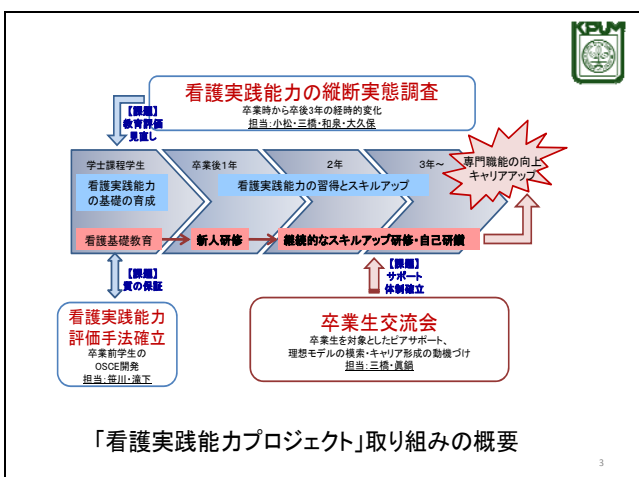 KPUM
看護実践能力の縦断実態調査
卒業時から卒後3年の経時的変化
担当:小松・三橋・和泉・大久保
【課題】
教育評価
見直し
学士課程学生
卒業後1年
2年
3年～
専門職能の向上
キャリアアップ
看護実践能力
の基礎の育成
看護実践能力の習得とスキルアップ
看護基礎教育
新人研修
継続的なスキルアップ研修・自己研鑽
【課題】
質の保証
【課題】
サポート
体制確立
看護実践能力
評価手法確立
卒業前学生の
OSCE開発
担当:笹川・滝下
卒業生交流会
卒業生を対象としたピアサポート、
理想モデルの模索・キャリア形成の動機づけ
担当:三橋・眞鍋
「看護実践能力プロジェクト」取り組みの概要
3